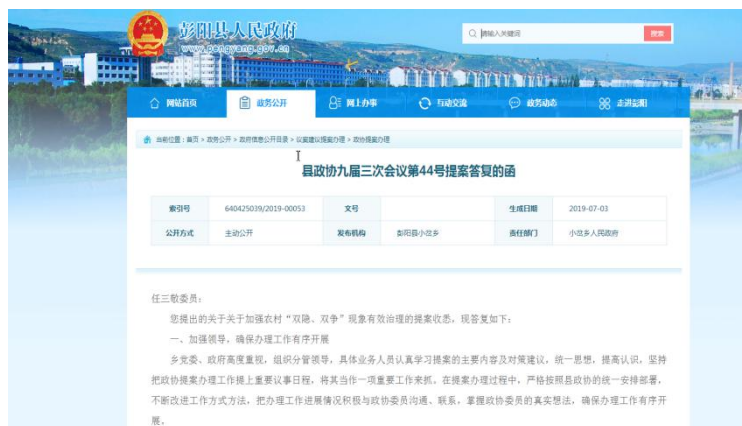 彭阳县人民政府
www.pengyang.gov.cn
请输入关键词
搜索
网站首页 政务公开 网上办事 互动交流 政务动态 走进彭阳
当前位置：首页 > 政务公开 > 政府信息公开目录 > 议案建议提案办理 > 政协提案办理
县政协九届三次会议第44号提案答复的函
索引号 640425039/2019-00053 文号 生成日期 2019-07-03
公开方式 主动公开 发布机构 彭阳县小岔乡 责任部门 小岔乡人民政府
任三敬委员：
您提出的关于关于加强农村“双隐、双争”现象有效治理的提案收悉，现答复如下：
一、加强领导，确保办理工作有序开展
乡党委、政府高度重视，组织分管领导，具体业务人员认真学习提案的主要内容及对策建议，统一思想，提高认识，坚持
把政协提案办理工作提上重要议事日程，将其当作一项重要工作来抓。在提案办理过程中，严格按照县政协的统一安排部署，
不断改进工作方式方法，把办理工作进展情况积极与政协委员沟通、联系，掌握政协委员的真实想法，确保办理工作有序开
展。